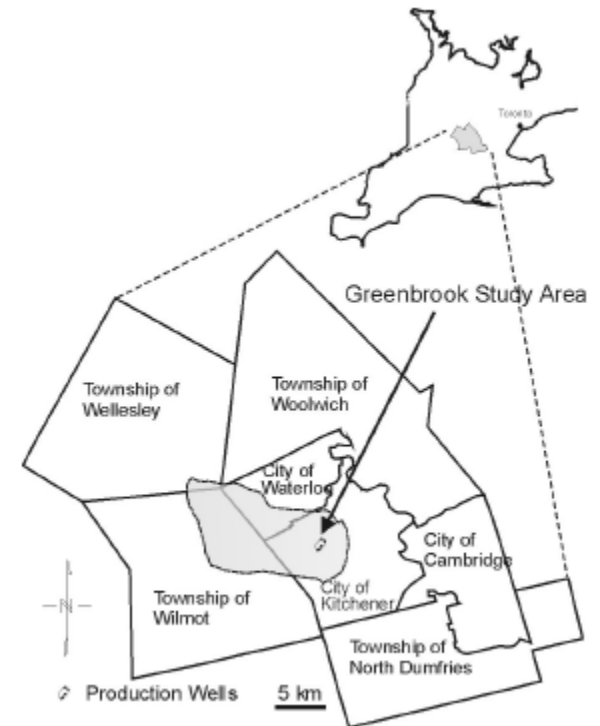 Toronto
Greenbrook Study Area
Township of
Wellesley
Township of
Woolwich
City of
Waterloo
City of
Cambridge
City of
Kitchener
Township of
Wilmot
Township of
North Dumfries
N
Production Wells
5 km